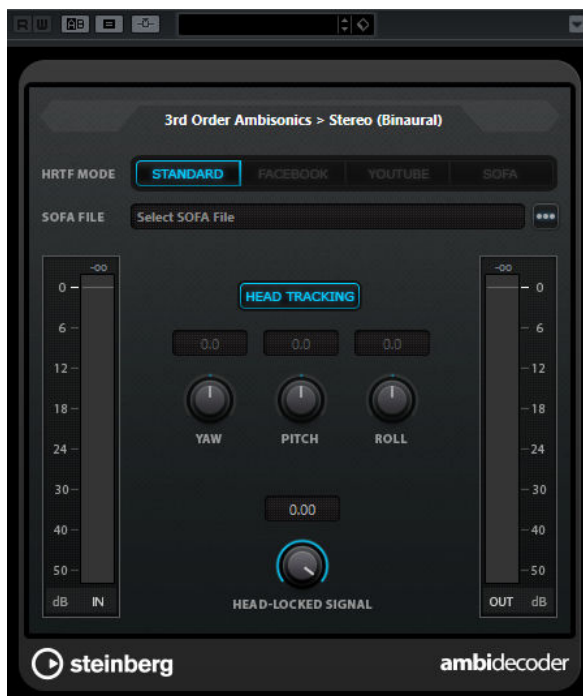 R W AB
3rd Order Ambisonics > Stereo (Binaural)
HRTF MODE STANDARD FACEBOOK YOUTUBE SOFA
SOFA FILE Select SOFA File
-∞ -∞
HEAD TRACKING
0 0
6 6
12 12
18 18
24 24
30 30
40 40
50 50
0.0 0.0 0.0
YAW PITCH ROLL
0.00
HEAD-LOCKED SIGNAL
dB IN OUT dB
steinberg ambidecoder